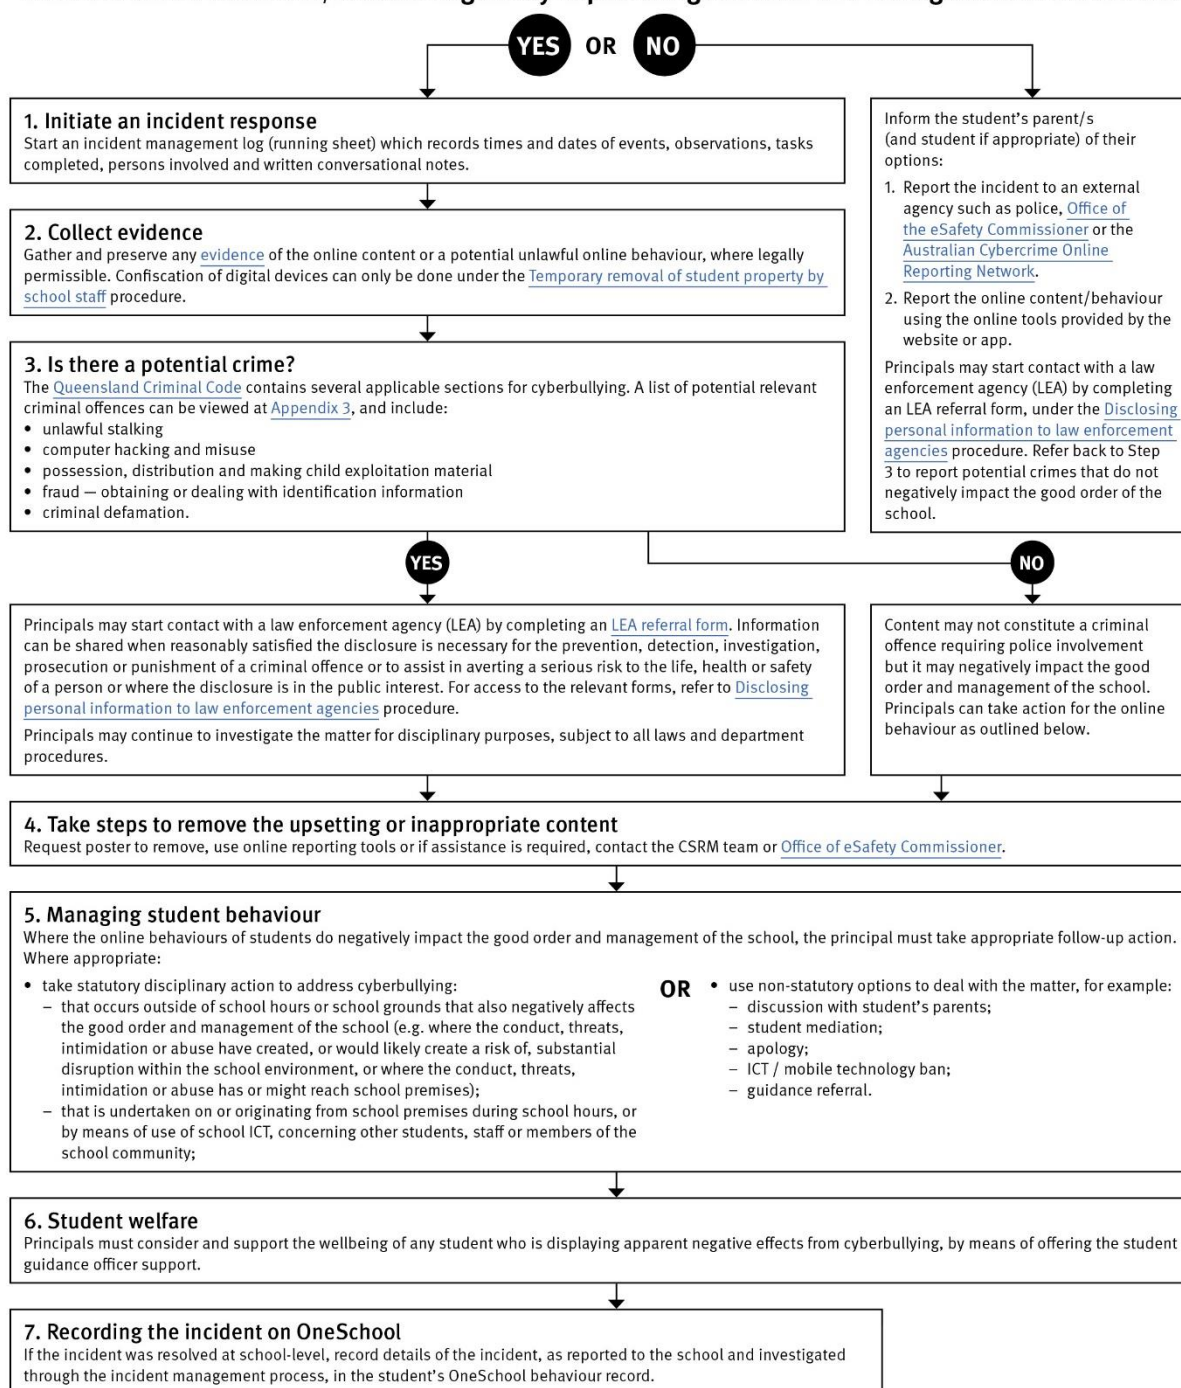 YES OR NO
1. Initiate an incident response
Start an incident management log (running sheet) which records times and dates of events, observations, tasks
completed, persons involved and written conversational notes.
2. Collect evidence
Gather and preserve any evidence of the online content or a potential unlawful online behaviour, where legally
permissible. Confiscation of digital devices can only be done under the Temporary removal of student property by
school staff procedure.
3. Is there a potential crime?
The Queensland Criminal Code contains several applicable sections for cyberbullying. A list of potential relevant
criminal offences can be viewed at Appendix 3, and include:
• unlawful stalking
• computer hacking and misuse
• possession, distribution and making child exploitation material
• fraud — obtaining or dealing with identification information
• criminal defamation.
Inform the student's parent/s
(and student if appropriate) of their
options:
1. Report the incident to an external
agency such as police, Office of
the eSafety Commissioner or the
Australian Cybercrime Online
Reporting Network.
2. Report the online content/behaviour
using the online tools provided by the
website or app.
Principals may start contact with a law
enforcement agency (LEA) by completing
an LEA referral form, under the Disclosing
personal information to law enforcement
agencies procedure. Refer back to Step
3 to report potential crimes that do not
negatively impact the good order of the
school.
YES
NO
Principals may start contact with a law enforcement agency (LEA) by completing an LEA referral form. Information
can be shared when reasonably satisfied the disclosure is necessary for the prevention, detection, investigation,
prosecution or punishment of a criminal offence or to assist in averting a serious risk to the life, health or safety
of a person or where the disclosure is in the public interest. For access to the relevant forms, refer to Disclosing
personal information to law enforcement agencies procedure.
Principals may continue to investigate the matter for disciplinary purposes, subject to all laws and department
procedures.
Content may not constitute a criminal
offence requiring police involvement
but it may negatively impact the good
order and management of the school.
Principals can take action for the online
behaviour as outlined below.
4. Take steps to remove the upsetting or inappropriate content
Request poster to remove, use online reporting tools or if assistance is required, contact the CSRM team or Office of eSafety Commissioner.
5. Managing student behaviour
Where the online behaviours of students do negatively impact the good order and management of the school, the principal must take appropriate follow-up action.
Where appropriate:
• take statutory disciplinary action to address cyberbullying:
– that occurs outside of school hours or school grounds that also negatively affects
the good order and management of the school (e.g. where the conduct, threats,
intimidation or abuse have created, or would likely create a risk of, substantial
disruption within the school environment, or where the conduct, threats,
intimidation or abuse has or might reach school premises);
– that is undertaken on or originating from school premises during school hours, or
by means of use of school ICT, concerning other students, staff or members of the
school community;
OR
• use non-statutory options to deal with the matter, for example:
– discussion with student's parents;
– student mediation;
– apology;
– ICT / mobile technology ban;
– guidance referral.
6. Student welfare
Principals must consider and support the wellbeing of any student who is displaying apparent negative effects from cyberbullying, by means of offering the student
guidance officer support.
7. Recording the incident on OneSchool
If the incident was resolved at school-level, record details of the incident, as reported to the school and investigated
through the incident management process, in the student's OneSchool behaviour record.